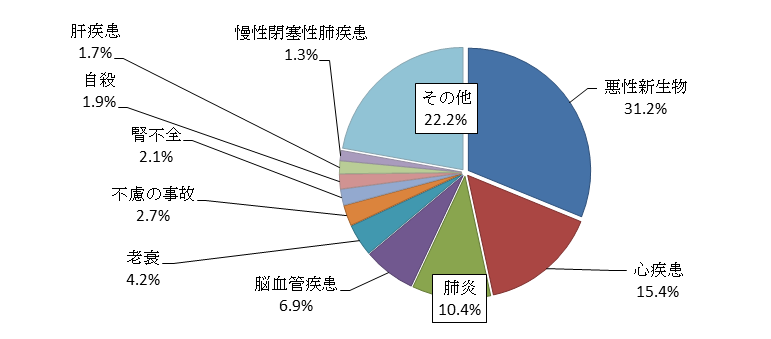 悪性新生物
31.2%
心疾患
15.4%
肺炎
10.4%
脳血管疾患
6.9%
老衰
4.2%
不慮の事故
2.7%
腎不全
2.1%
自殺
1.9%
肝疾患
1.7%
慢性閉塞性肺疾患
1.3%
その他
22.2%